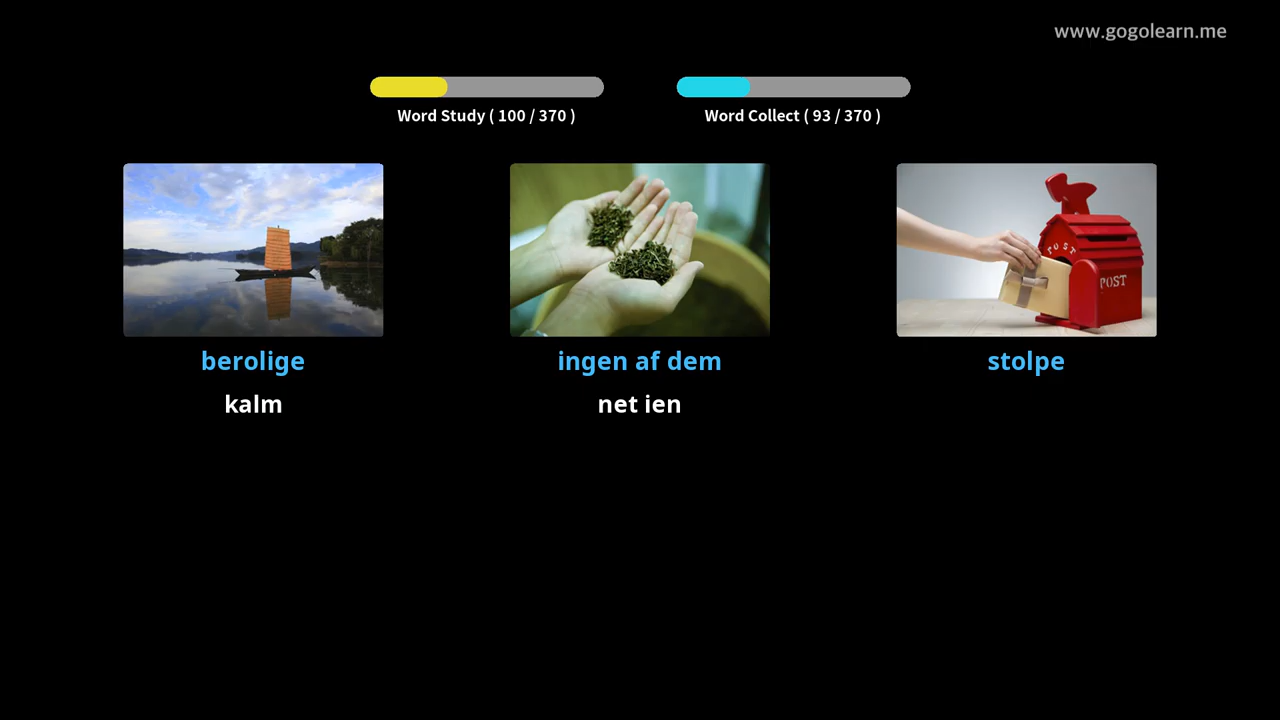 www.gogolearn.me
Word Study ( 100 / 370 )
Word Collect ( 93 / 370 )
POST
POST
berolige
ingen af dem
stolpe
kalm
net ien